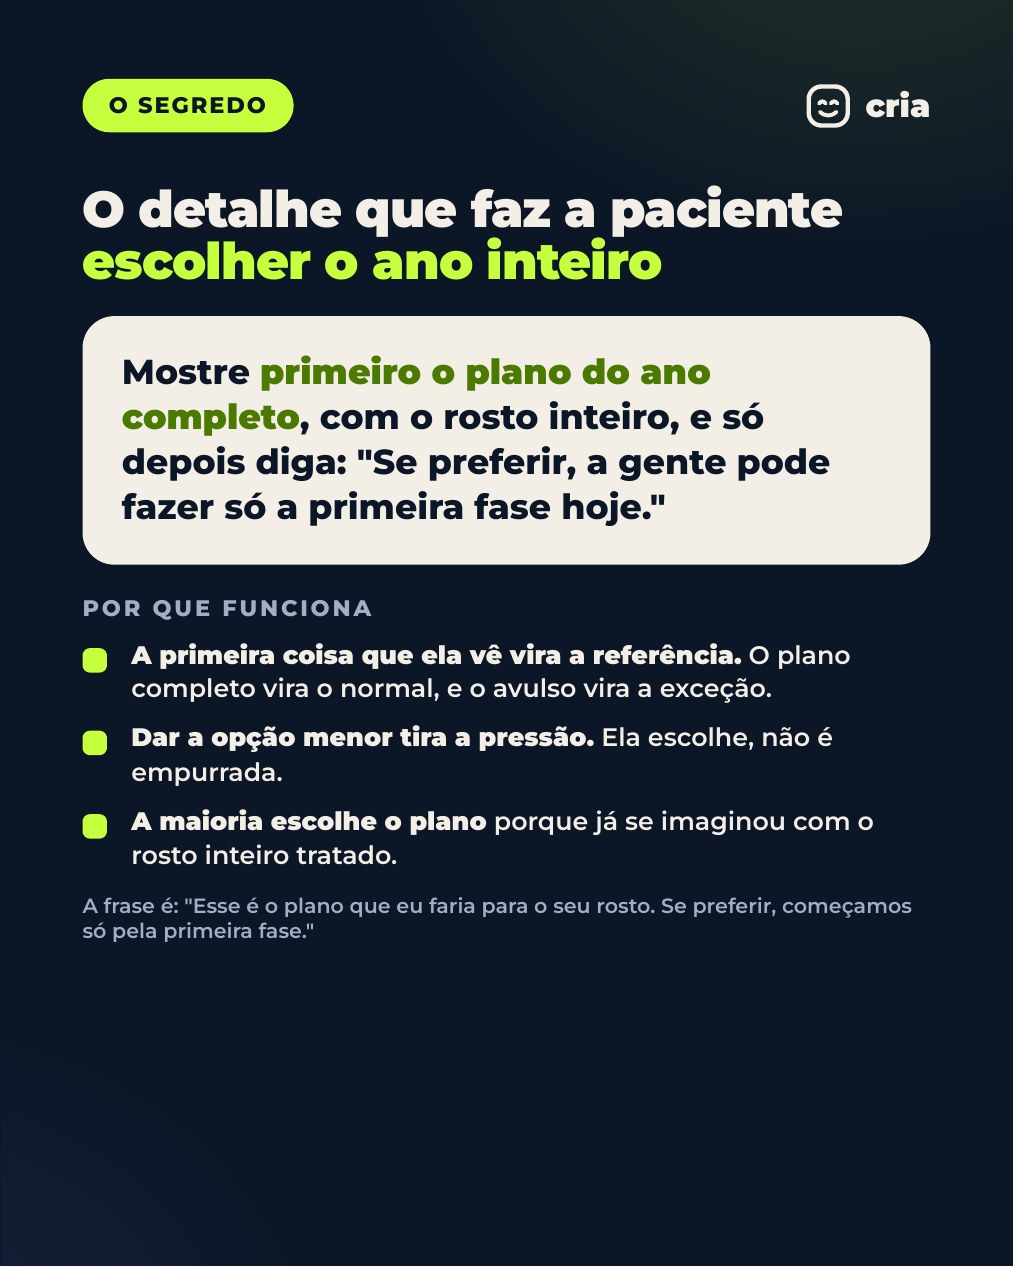 O SEGREDO
cria
O detalhe que faz a paciente
escolher o ano inteiro
Mostre primeiro o plano do ano
completo, com o rosto inteiro, e só
depois diga: "Se preferir, a gente pode
fazer só a primeira fase hoje."
POR QUE FUNCIONA
A primeira coisa que ela vê vira a referência. O plano
completo vira o normal, e o avulso vira a exceção.
Dar a opção menor tira a pressão. Ela escolhe, não é
empurrada.
A maioria escolhe o plano porque já se imaginou com o
rosto inteiro tratado.
A frase é: "Esse é o plano que eu faria para o seu rosto. Se preferir, começamos
só pela primeira fase."